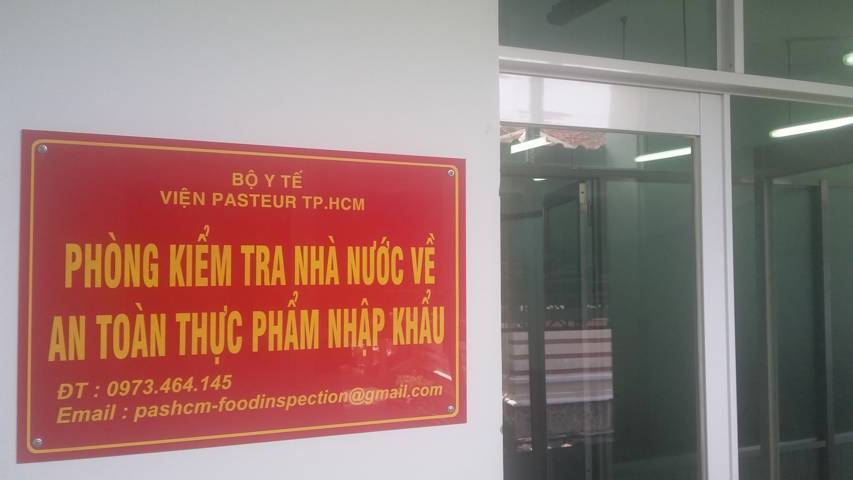 BỘ Y TẾ
VIỆN PASTEUR TP.HCM
PHÒNG KIỂM TRA NHÀ NƯỚC VỀ
AN TOÀN THỰC PHẨM NHẬP KHẨU
ĐT : 0973.464.145
Email : pashcm-foodinspection@gmail.com